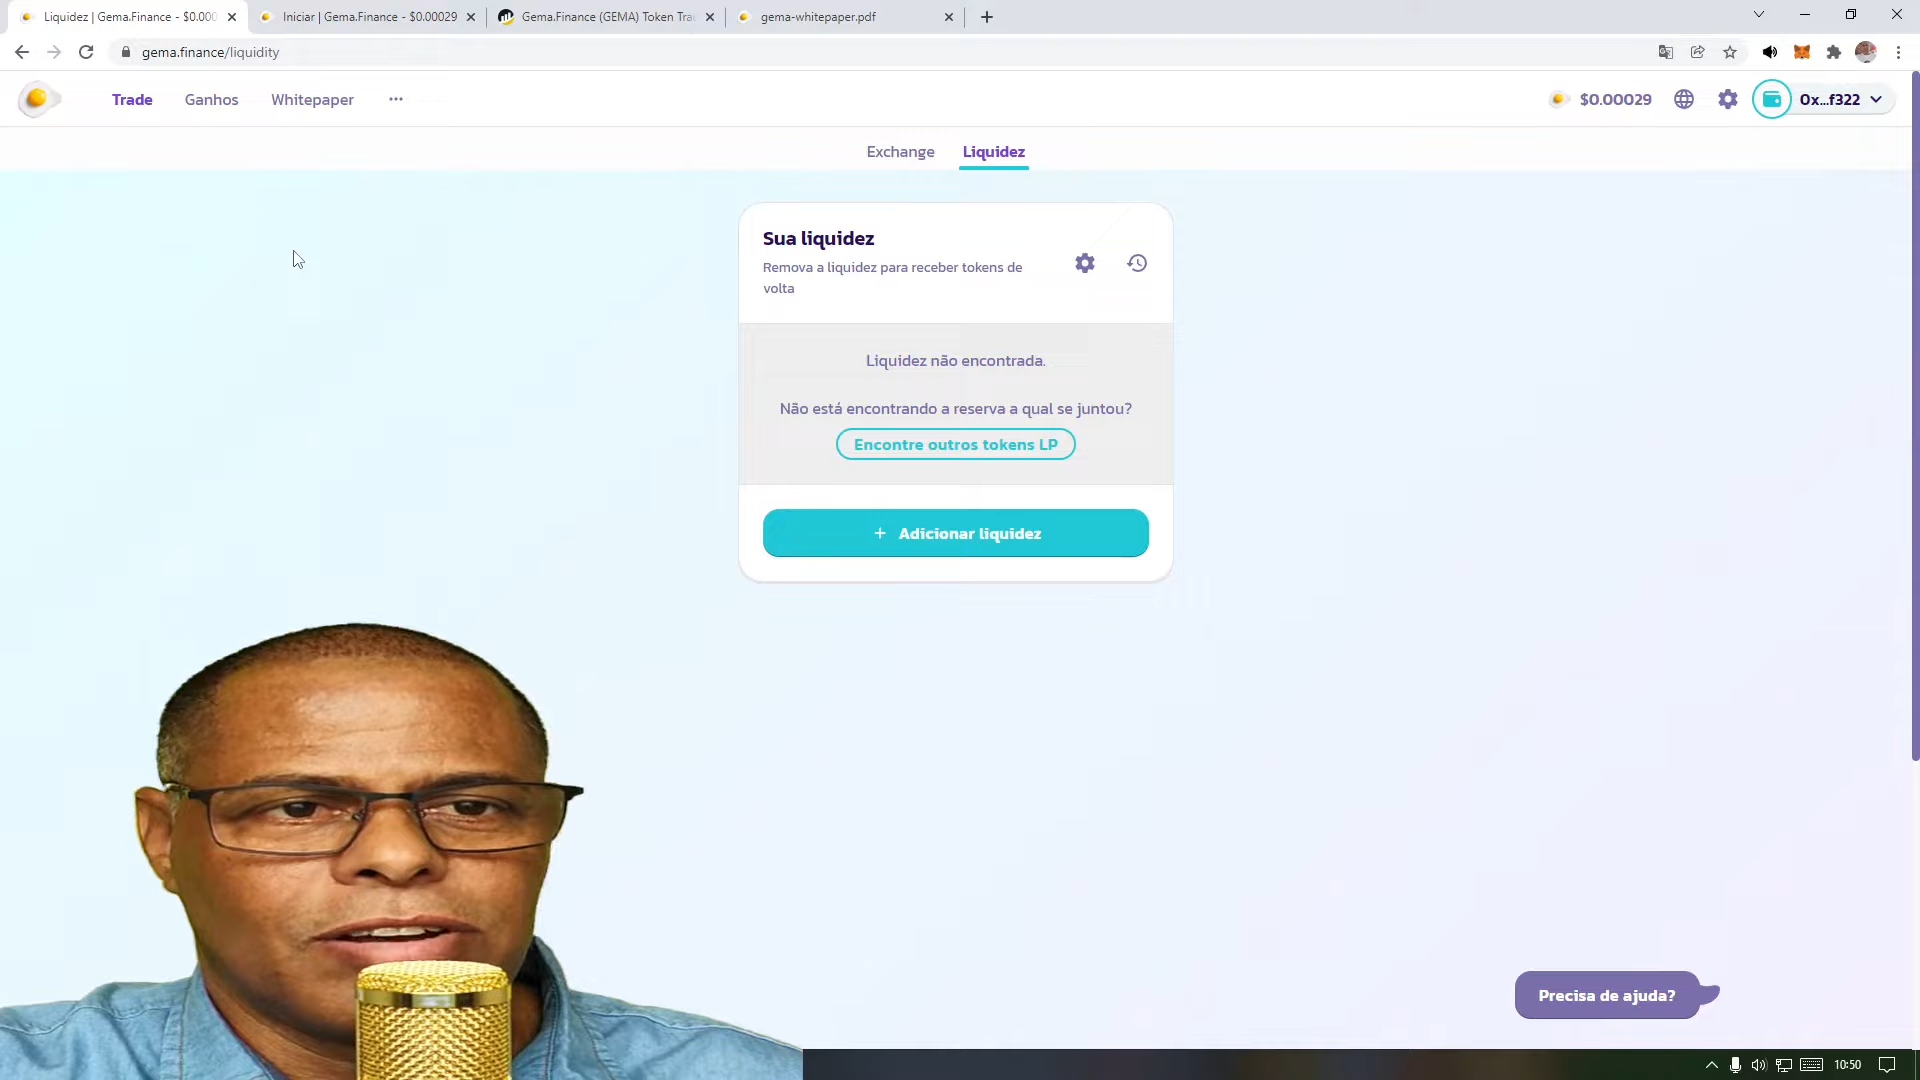 Liquidez | Gema.Finance - $0.000
Iniciar | Gema.Finance - $0.00029
Gema.Finance (GEMA) Token Tra
gema-whitepaper.pdf
gema.finance/liquidity
Trade
Ganhos
Whitepaper
$0.00029
0x...f322
Exchange
Liquidez
Sua liquidez
Remova a liquidez para receber tokens de
volta
Liquidez não encontrada.
Não está encontrando a reserva a qual se juntou?
Encontre outros tokens LP
+ Adicionar liquidez
Precisa de ajuda?
10:50